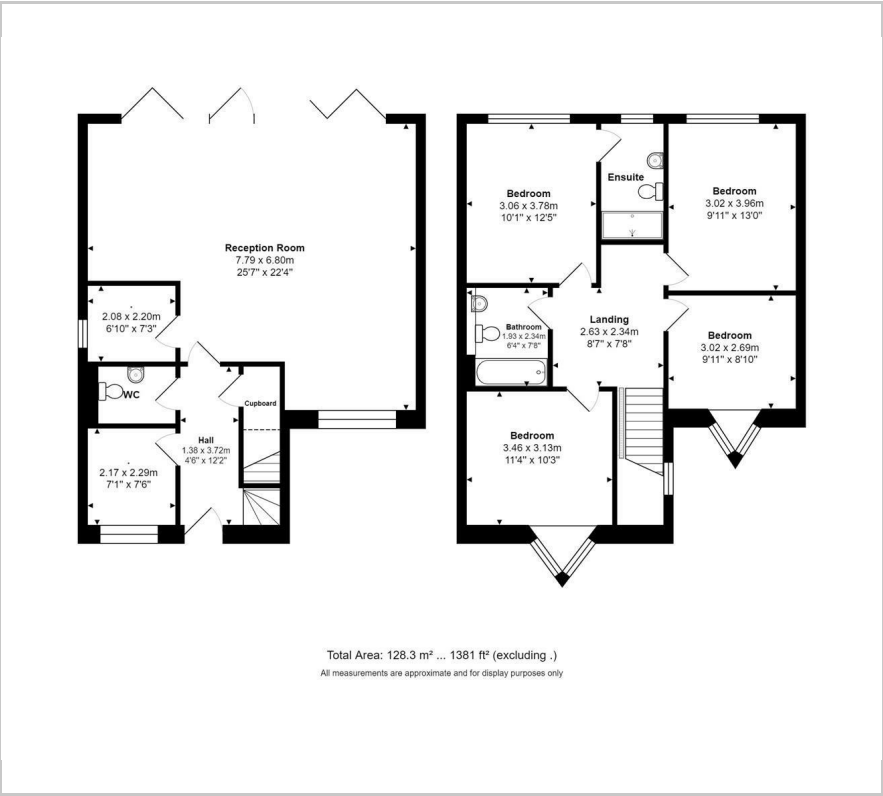 Reception Room
7.79 x 6.80m
25'7" x 22'4"
.
2.08 x 2.20m
6'10" x 7'3"
WC
Cupboard
Hall
1.38 x 3.72m
4'6" x 12'2"
.
2.17 x 2.29m
7'1" x 7'6"
Bedroom
3.06 x 3.78m
10'1" x 12'5"
Ensuite
Bedroom
3.02 x 3.96m
9'11" x 13'0"
Bathroom
1.93 x 2.34m
6'4" x 7'8"
Landing
2.63 x 2.34m
8'7" x 7'8"
Bedroom
3.02 x 2.69m
9'11" x 8'10"
Bedroom
3.46 x 3.13m
11'4" x 10'3"
Total Area: 128.3 m² ... 1381 ft² (excluding .)
All measurements are approximate and for display purposes only